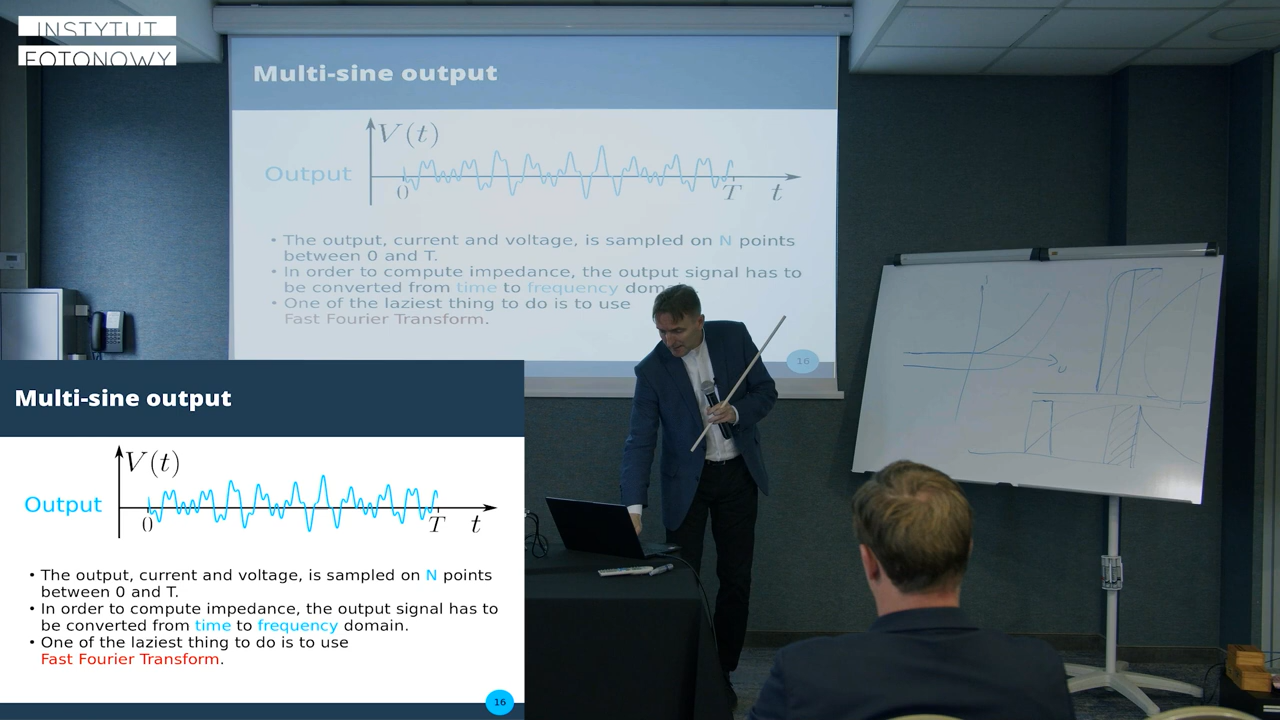 INSTYTUT
FOTONOWY
Multi-sine output
V(t)
Output
0
T
t
• The output, current and voltage, is sampled on N points
between 0 and T.
• In order to compute impedance, the output signal has to
be converted from time to frequency
• One of the laziest thing to do is to use
Fast Fourier Transform.
16
i
U
Multi-sine output
V(t)
Output
0
T
t
• The output, current and voltage, is sampled on N points
between 0 and T.
• In order to compute impedance, the output signal has to
be converted from time to frequency domain.
• One of the laziest thing to do is to use
Fast Fourier Transform.
16